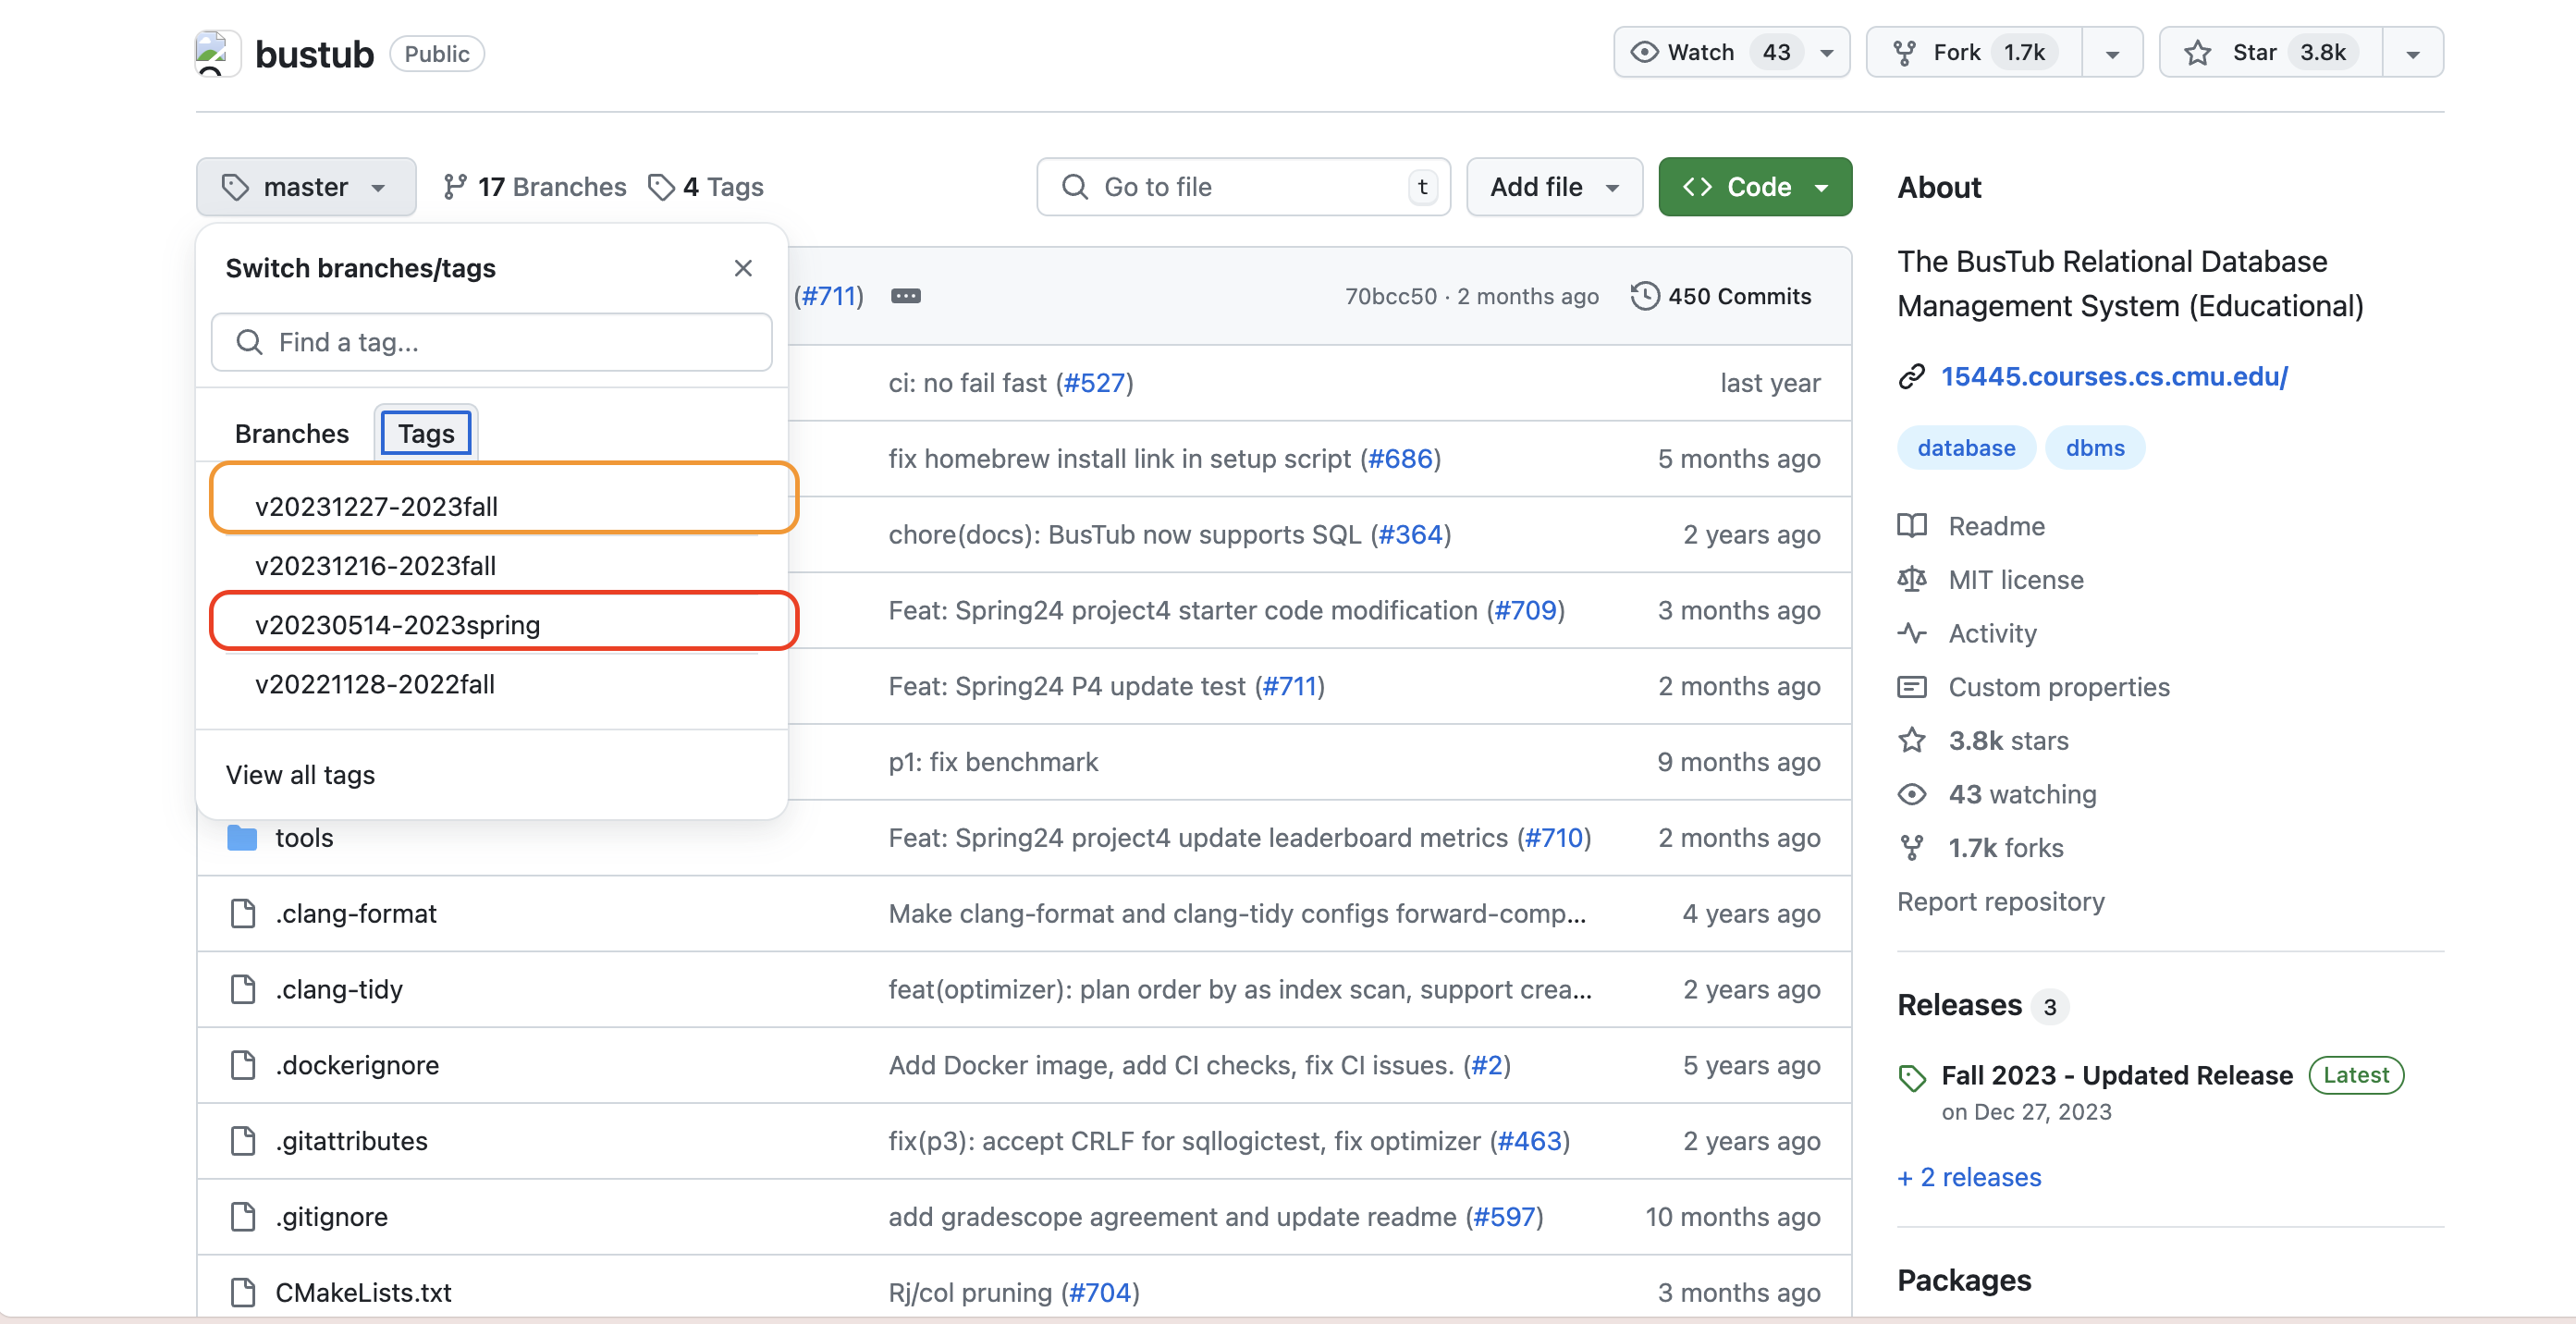 bustub Public Watch 43 Fork 1.7k Star 3.8k
master 17 Branches 4 Tags Go to file t Add file Code
Switch branches/tags
Find a tag...
Branches Tags
v20231227-2023fall
v20231216-2023fall
v20230514-2023spring
v20221128-2022fall
View all tags
(#711) 70bcc50 · 2 months ago 450 Commits
ci: no fail fast (#527) last year
fix homebrew install link in setup script (#686) 5 months ago
chore(docs): BusTub now supports SQL (#364) 2 years ago
Feat: Spring24 project4 starter code modification (#709) 3 months ago
Feat: Spring24 P4 update test (#711) 2 months ago
p1: fix benchmark 9 months ago
tools Feat: Spring24 project4 update leaderboard metrics (#710) 2 months ago
.clang-format Make clang-format and clang-tidy configs forward-comp... 4 years ago
.clang-tidy feat(optimizer): plan order by as index scan, support crea... 2 years ago
.dockerignore Add Docker image, add CI checks, fix CI issues. (#2) 5 years ago
.gitattributes fix(p3): accept CRLF for sqllogictest, fix optimizer (#463) 2 years ago
.gitignore add gradescope agreement and update readme (#597) 10 months ago
CMakeLists.txt Rj/col pruning (#704) 3 months ago
About
The BusTub Relational Database
Management System (Educational)
15445.courses.cs.cmu.edu/
database dbms
Readme
MIT license
Activity
Custom properties
3.8k stars
43 watching
1.7k forks
Report repository
Releases 3
Fall 2023 - Updated Release Latest
on Dec 27, 2023
+ 2 releases
Packages